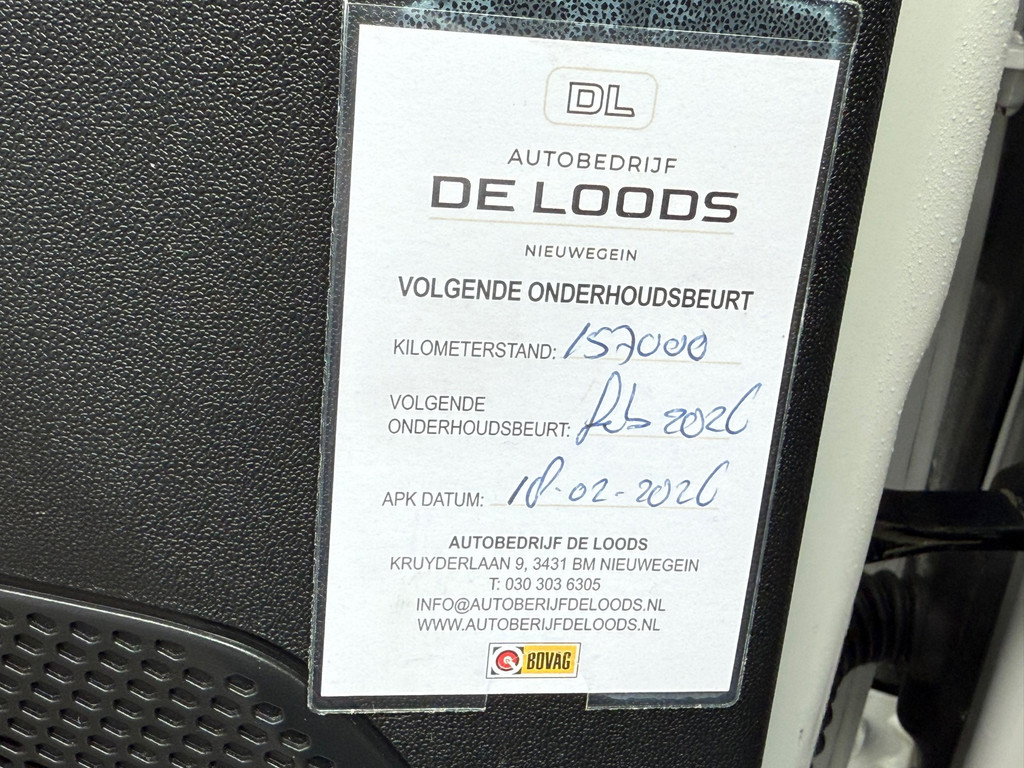 DL
AUTOBEDRIJF
DE LOODS
NIEUWEGEIN
VOLGENDE ONDERHOUDSBEURT
KILOMETERSTAND: 157000
VOLGENDE
ONDERHOUDSBEURT: feb 2026
APK DATUM: 18-02-2026
AUTOBEDRIJF DE LOODS
KRUYDERLAAN 9, 3431 BM NIEUWEGEIN
T: 030 303 6305
INFO@AUTOBERIJFDELOODS.NL
WWW.AUTOBERIJFDELOODS.NL
BOVAG